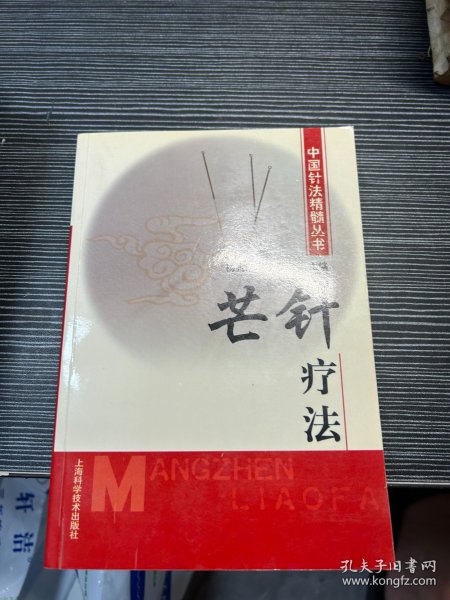 中国针法精髓丛书
芒针
疗法
MANGZHEN
LIAOFA
上海科学技术出版社
孔夫子旧书网
www.kongfz.com